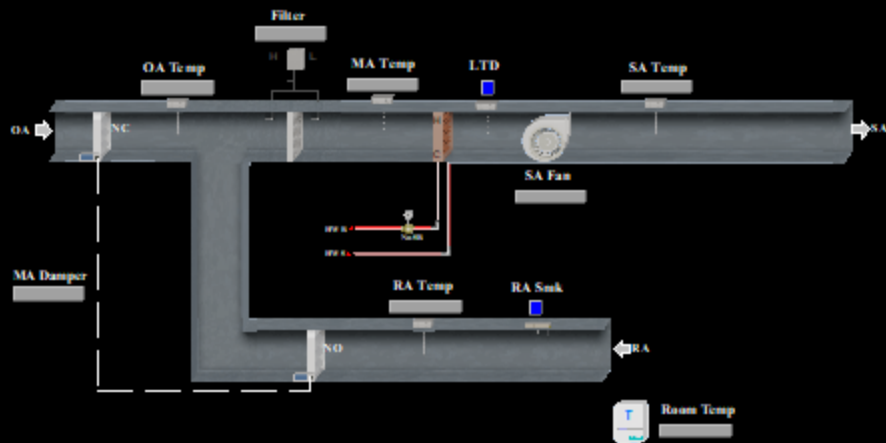 Filter
H
L
OA Temp
MA Temp
LTD
SA Temp
OA
NC
SA
SA Fan
MA Damper
RA Temp
RA Smk
NO
RA
T
Room Temp